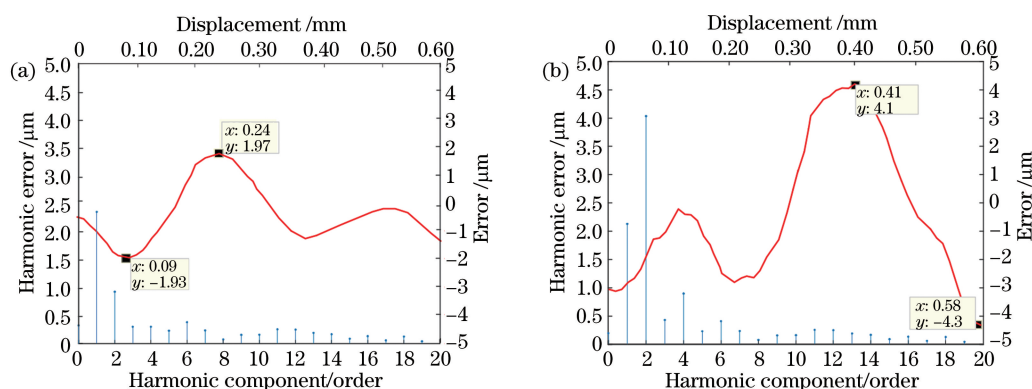 Displacement /mm
0 0.10 0.20 0.30 0.40 0.50 0.60
(a)
5.0
4.5
4.0
3.5
3.0
2.5
2.0
1.5
1.0
0.5
0
Harmonic error /μm
x: 0.24
y: 1.97
x: 0.09
y: −1.93
5
4
3
2
1
0
−1
−2
−3
−4
−5
Error /μm
0 2 4 6 8 10 12 14 16 18 20
Harmonic component/order
Displacement /mm
0 0.10 0.20 0.30 0.40 0.50 0.60
(b)
5.0
4.5
4.0
3.5
3.0
2.5
2.0
1.5
1.0
0.5
0
Harmonic error /μm
x: 0.41
y: 4.1
x: 0.58
y: −4.3
5
4
3
2
1
0
−1
−2
−3
−4
−5
Error /μm
0 2 4 6 8 10 12 14 16 18 20
Harmonic component/order